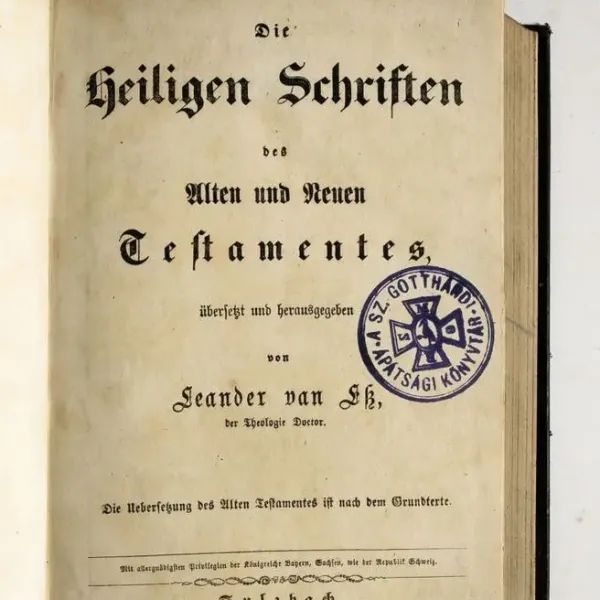 Die
Heiligen Schriften
des
Alten und Neuen
Testamentes,
übersetzt und herausgegeben
von
Leander van Eß,
der Theologie Doctor.
Die Uebersetzung des Alten Testamentes ist nach dem Grundterte.
Mit allergnädigsten Privilegien der Königreiche Bayern, Sachsen, wie der Republik Schweiz.
Sulzbach
A SZ. GOTTHÁRDI
APÁTSÁGI KÖNYVTÁR